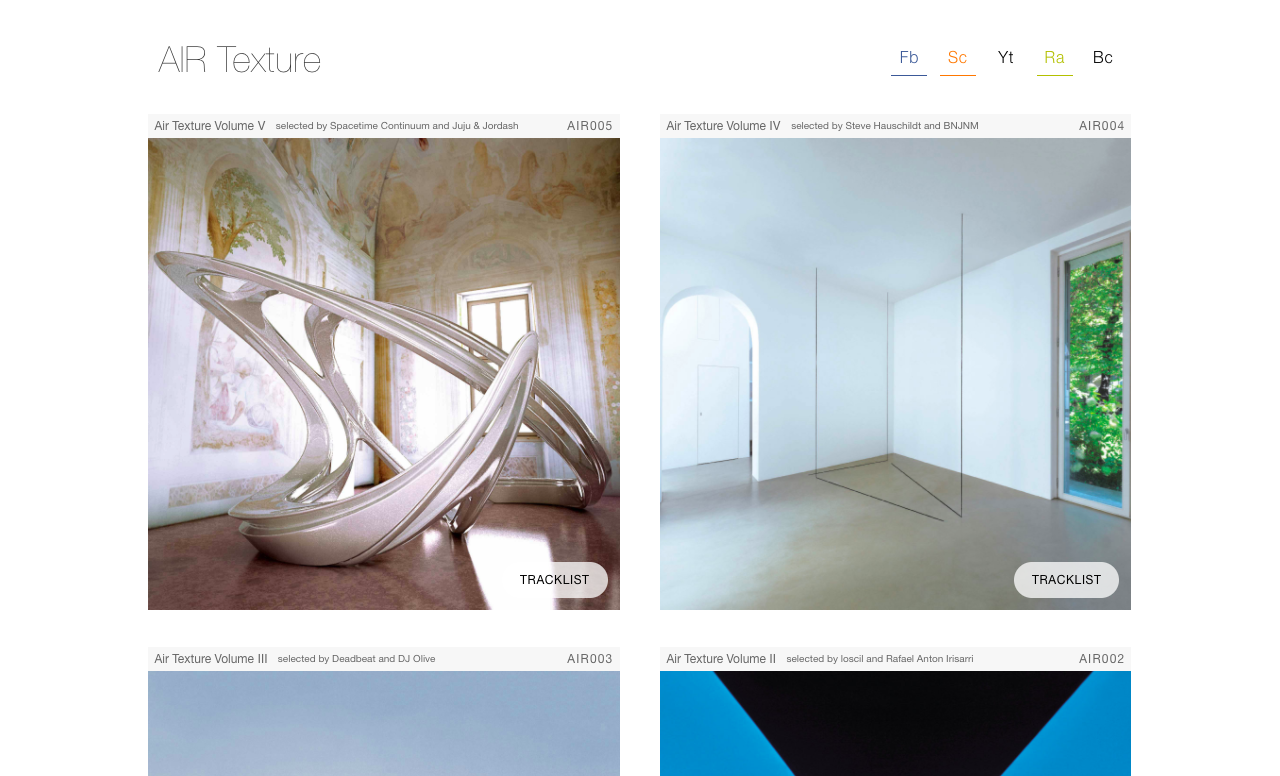 AIR Texture
Fb Sc Yt Ra Bc
Air Texture Volume V selected by Spacetime Continuum and Juju & Jordash AIR005
Air Texture Volume IV selected by Steve Hauschildt and BNJNM AIR004
TRACKLIST
TRACKLIST
Air Texture Volume III selected by Deadbeat and DJ Olive AIR003
Air Texture Volume II selected by loscil and Rafael Anton Irisarri AIR002